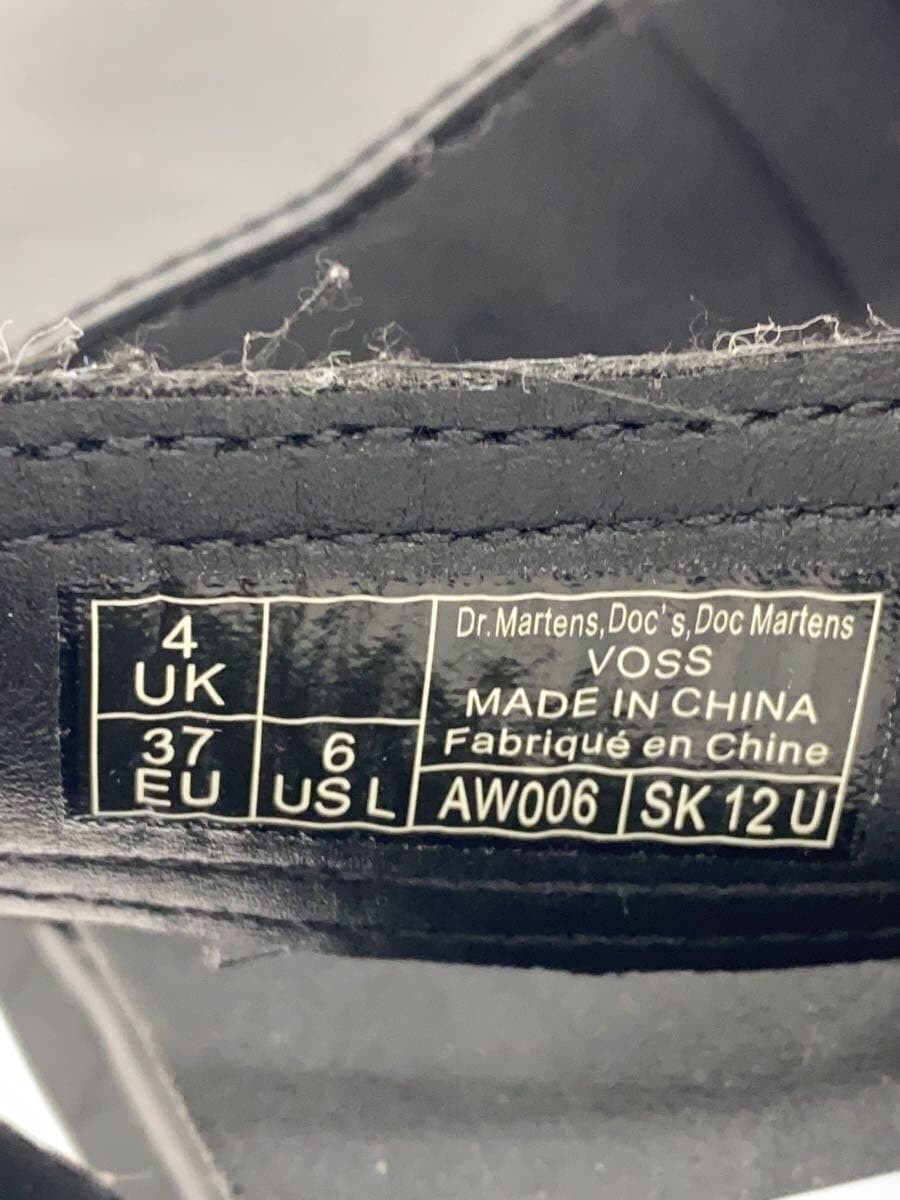 4
UK
37
EU
6
US L
Dr.Martens,Doc's,Doc Martens
VOSS
MADE IN CHINA
Fabriqué en Chine
AW006
SK 12 U